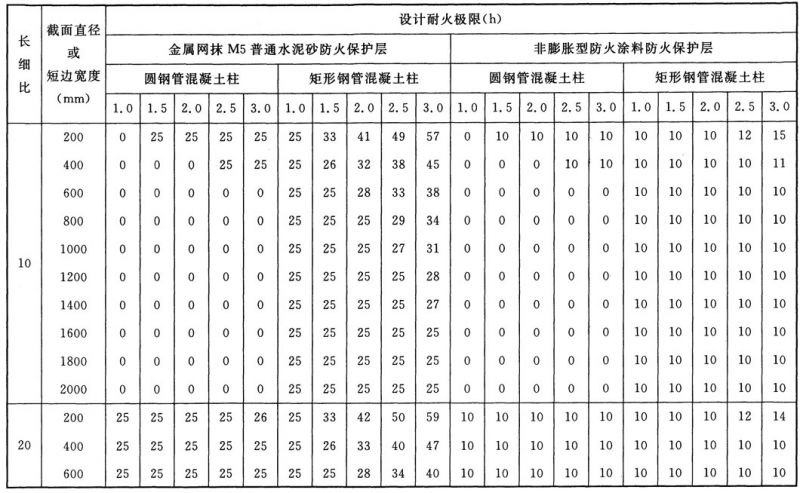 长细比 截面直径或短边宽度(mm) 设计耐火极限(h)
金属网抹 M5 普通水泥砂防火保护层 非膨胀型防火涂料防火保护层
圆钢管混凝土柱 矩形钢管混凝土柱 圆钢管混凝土柱 矩形钢管混凝土柱
1.0 1.5 2.0 2.5 3.0 1.0 1.5 2.0 2.5 3.0 1.0 1.5 2.0 2.5 3.0 1.0 1.5 2.0 2.5 3.0
10 200 0 25 25 25 25 25 33 41 49 57 0 10 10 10 10 10 10 10 12 15
400 0 0 0 25 25 25 26 32 38 45 0 0 0 10 10 10 10 10 10 11
600 0 0 0 0 0 25 25 28 33 38 0 0 0 0 0 10 10 10 10 10
800 0 0 0 0 0 25 25 25 29 34 0 0 0 0 0 10 10 10 10 10
1000 0 0 0 0 0 25 25 25 27 31 0 0 0 0 0 10 10 10 10 10
1200 0 0 0 0 0 25 25 25 25 28 0 0 0 0 0 10 10 10 10 10
1400 0 0 0 0 0 25 25 25 25 27 0 0 0 0 0 10 10 10 10 10
1600 0 0 0 0 0 25 25 25 25 25 0 0 0 0 0 10 10 10 10 10
1800 0 0 0 0 0 25 25 25 25 25 0 0 0 0 0 10 10 10 10 10
2000 0 0 0 0 0 25 25 25 25 25 0 0 0 0 0 10 10 10 10 10
20 200 25 25 25 25 26 25 33 42 50 59 10 10 10 10 10 10 10 10 12 14
400 25 25 25 25 25 25 26 33 40 47 10 10 10 10 10 10 10 10 10 10
600 25 25 25 25 25 25 25 28 34 40 10 10 10 10 10 10 10 10 10 10